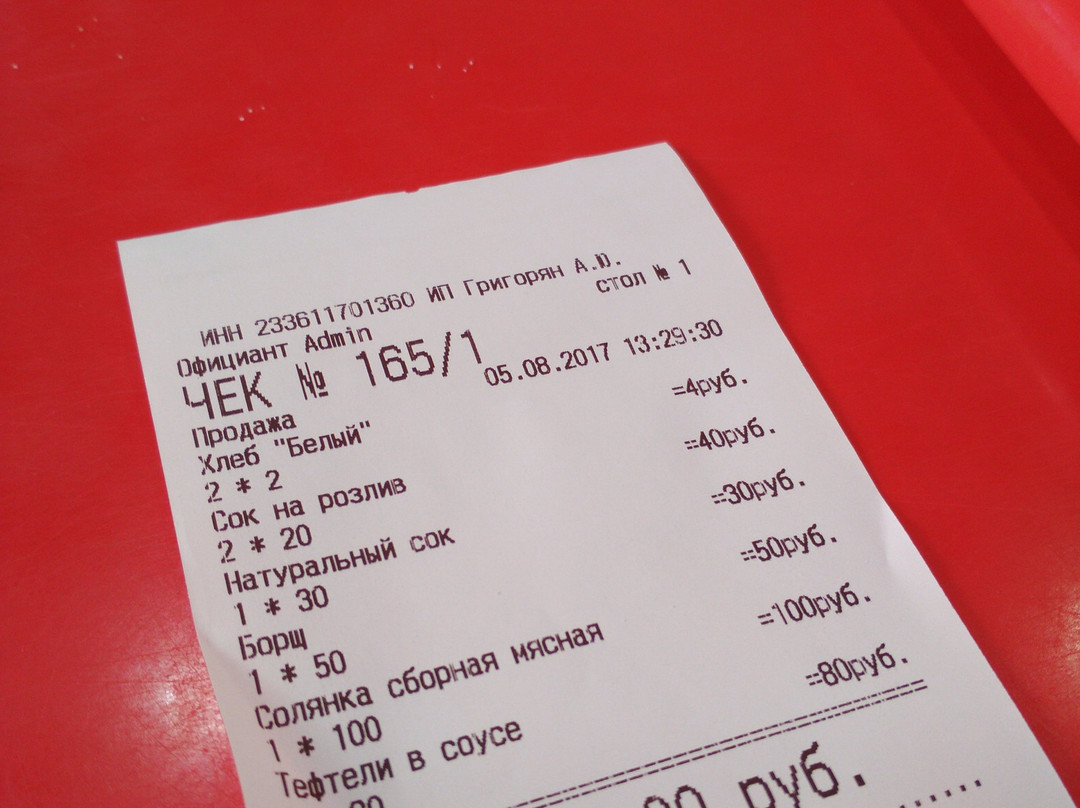 ИНН 233611701360 ИП Григорян А.Ю.
Официант Admin стол № 1
ЧЕК № 165/1 05.08.2017 13:29:30
Продажа
Хлеб "Белый" =4руб.
2 * 2
Сок на розлив =40руб.
2 * 20
Натуральный сок =30руб.
1 * 30
Борщ =50руб.
1 * 50
Солянка сборная мясная =100руб.
1 * 100
Тефтели в соусе =80руб.
руб.